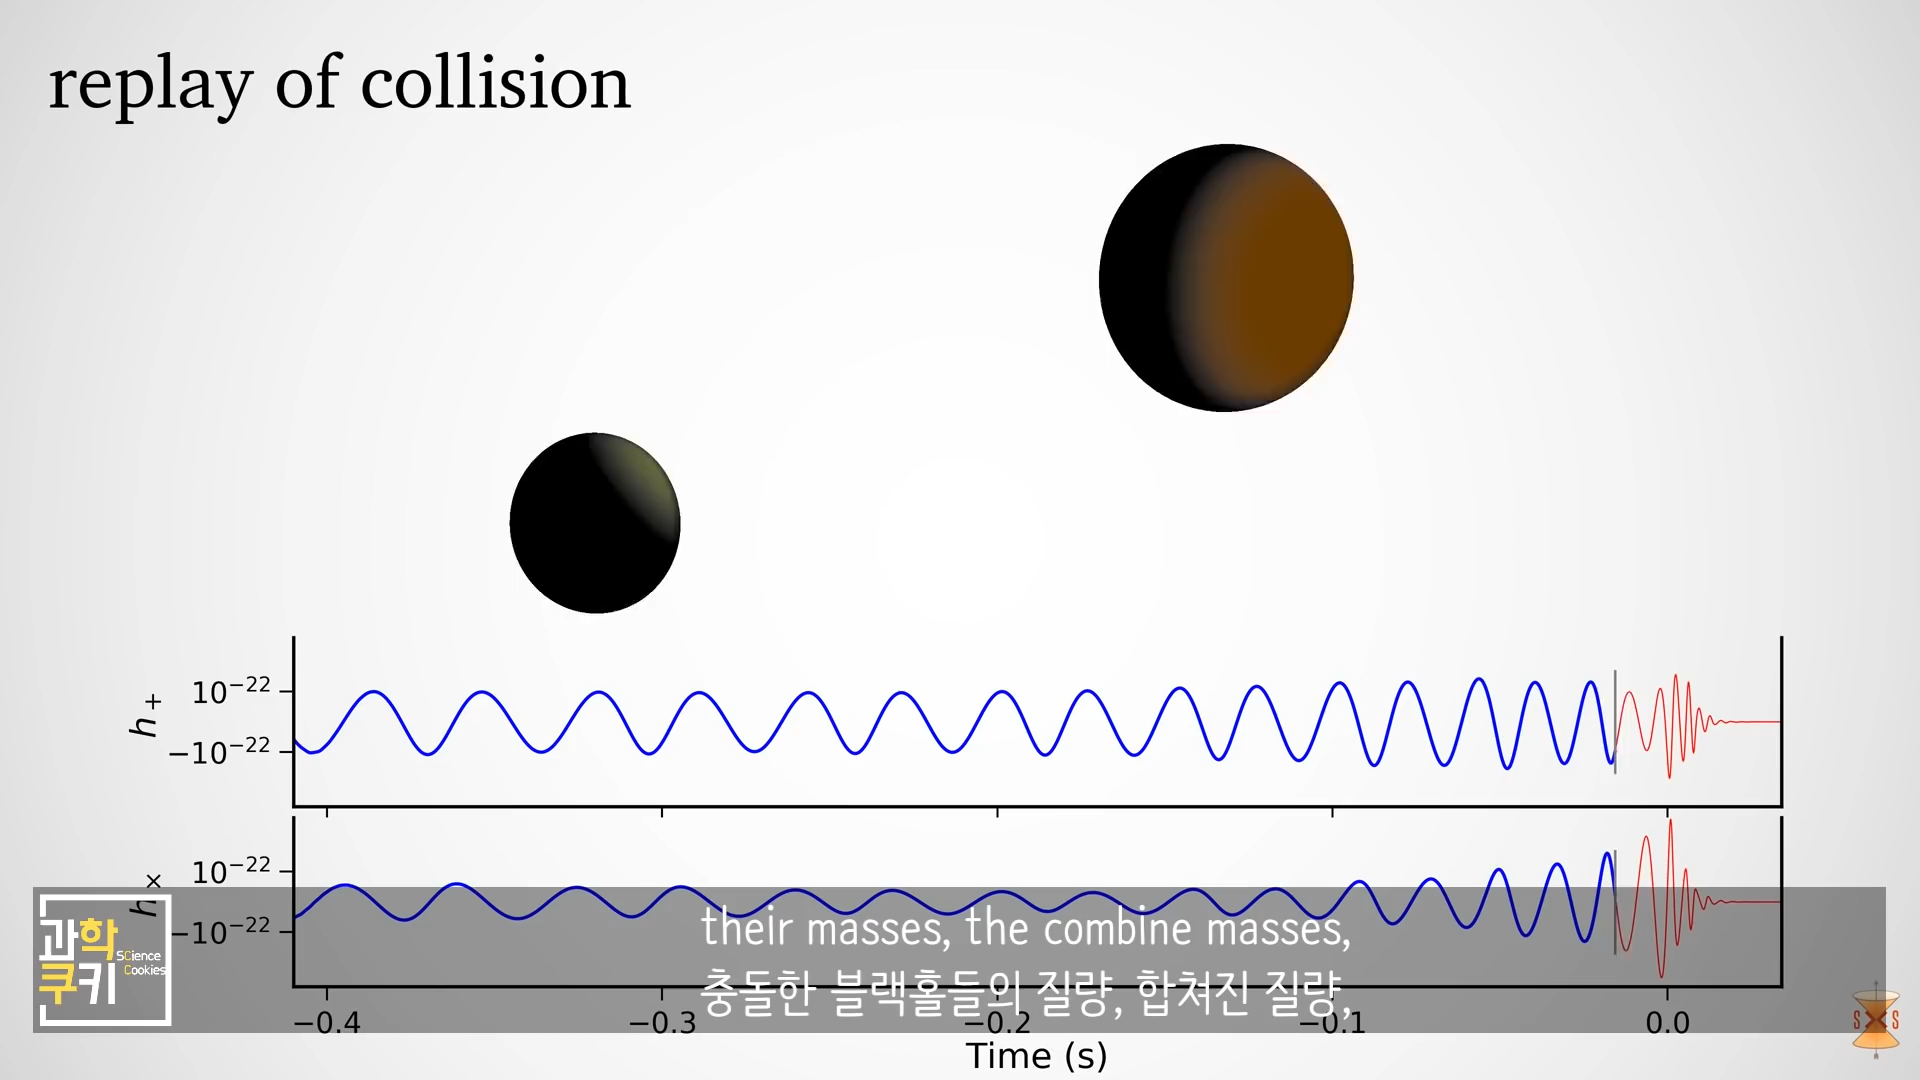 replay of collision
10⁻²²
h₊
−10⁻²²
10⁻²²
h×
−10⁻²²
their masses, the combine masses,
충돌한 블랙홀들의 질량, 합쳐진 질량,
과학
쿠키
SCience
Cookies
−0.4 −0.3 −0.2 −0.1 0.0
Time (s)
S X S